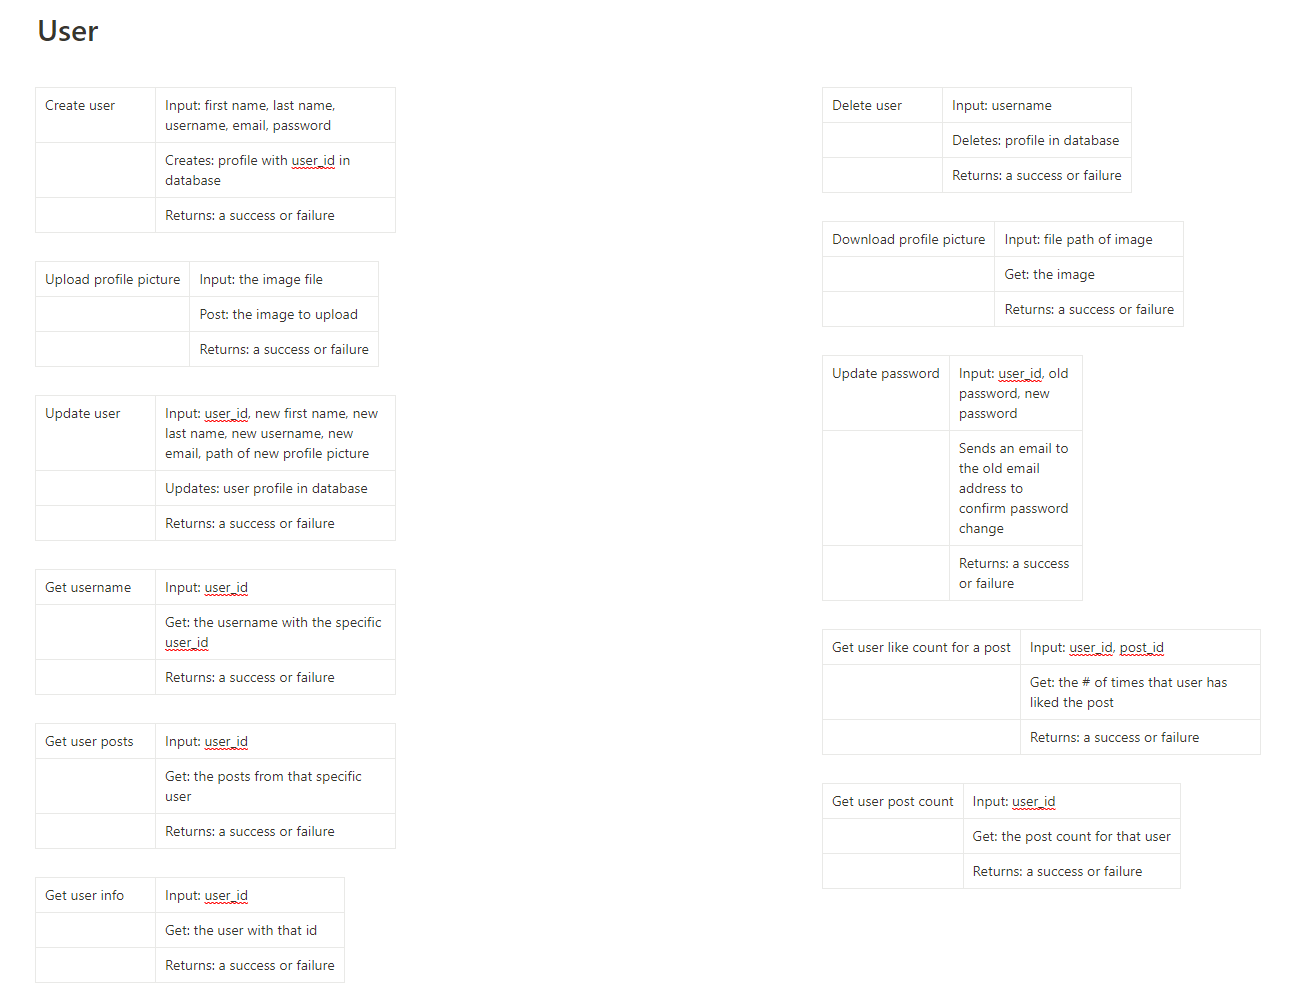 User
Create user
Input: first name, last name,
username, email, password
Creates: profile with user_id in
database
Returns: a success or failure
Upload profile picture
Input: the image file
Post: the image to upload
Returns: a success or failure
Update user
Input: user_id, new first name, new
last name, new username, new
email, path of new profile picture
Updates: user profile in database
Returns: a success or failure
Get username
Input: user_id
Get: the username with the specific
user_id
Returns: a success or failure
Get user posts
Input: user_id
Get: the posts from that specific
user
Returns: a success or failure
Get user info
Input: user_id
Get: the user with that id
Returns: a success or failure
Delete user
Input: username
Deletes: profile in database
Returns: a success or failure
Download profile picture
Input: file path of image
Get: the image
Returns: a success or failure
Update password
Input: user_id, old
password, new
password
Sends an email to
the old email
address to
confirm password
change
Returns: a success
or failure
Get user like count for a post
Input: user_id, post_id
Get: the # of times that user has
liked the post
Returns: a success or failure
Get user post count
Input: user_id
Get: the post count for that user
Returns: a success or failure